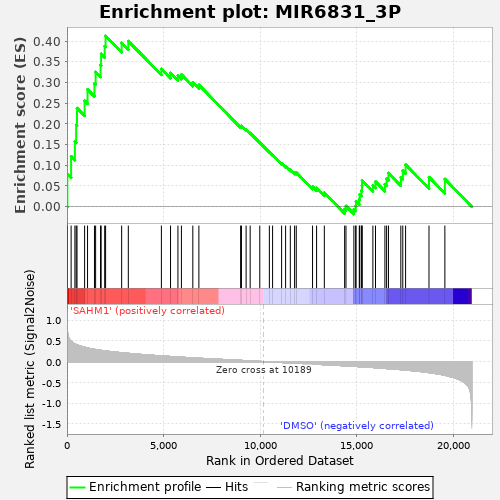 Enrichment plot: MIR6831_3P
Enrichment score (ES)
0.40
0.35
0.30
0.25
0.20
0.15
0.10
0.05
0.00
'SAHM1' (positively correlated)
Ranked list metric (Signal2Noise)
1.0
0.5
0.0
-0.5
-1.0
-1.5
Zero cross at 10189
'DMSO' (negatively correlated)
0
5,000
10,000
15,000
20,000
Rank in Ordered Dataset
Enrichment profile
Hits
Ranking metric scores